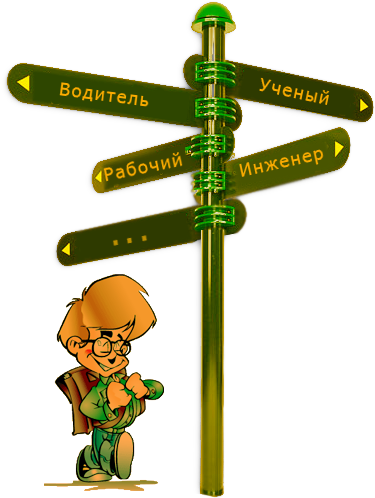 Водитель
Ученый
Рабочий
Инженер
...